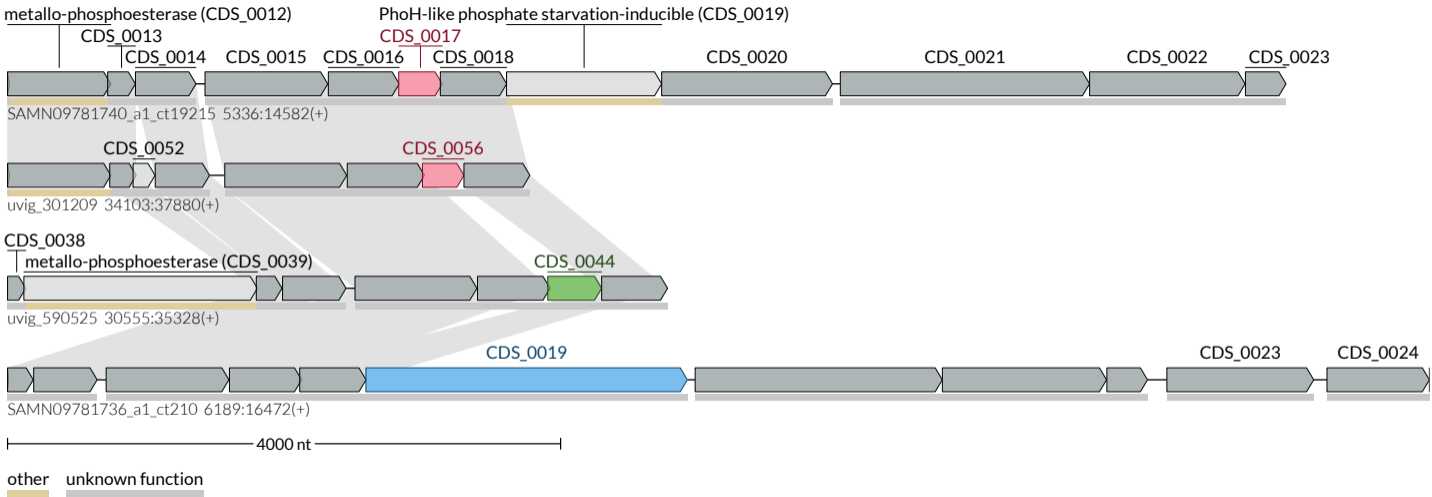 metallo-phosphoesterase (CDS_0012) PhoH-like phosphate starvation-inducible (CDS_0019)
CDS_0013 CDS_0017
CDS_0014 CDS_0015 CDS_0016 CDS_0018 CDS_0020 CDS_0021 CDS_0022 CDS_0023
SAMN09781740_a1_ct19215 5336:14582(+)
CDS_0052 CDS_0056
uvig_301209 34103:37880(+)
CDS_0038
metallo-phosphoesterase (CDS_0039) CDS_0044
uvig_590525 30555:35328(+)
CDS_0019 CDS_0023 CDS_0024
SAMN09781736_a1_ct210 6189:16472(+)
4000 nt
other unknown function